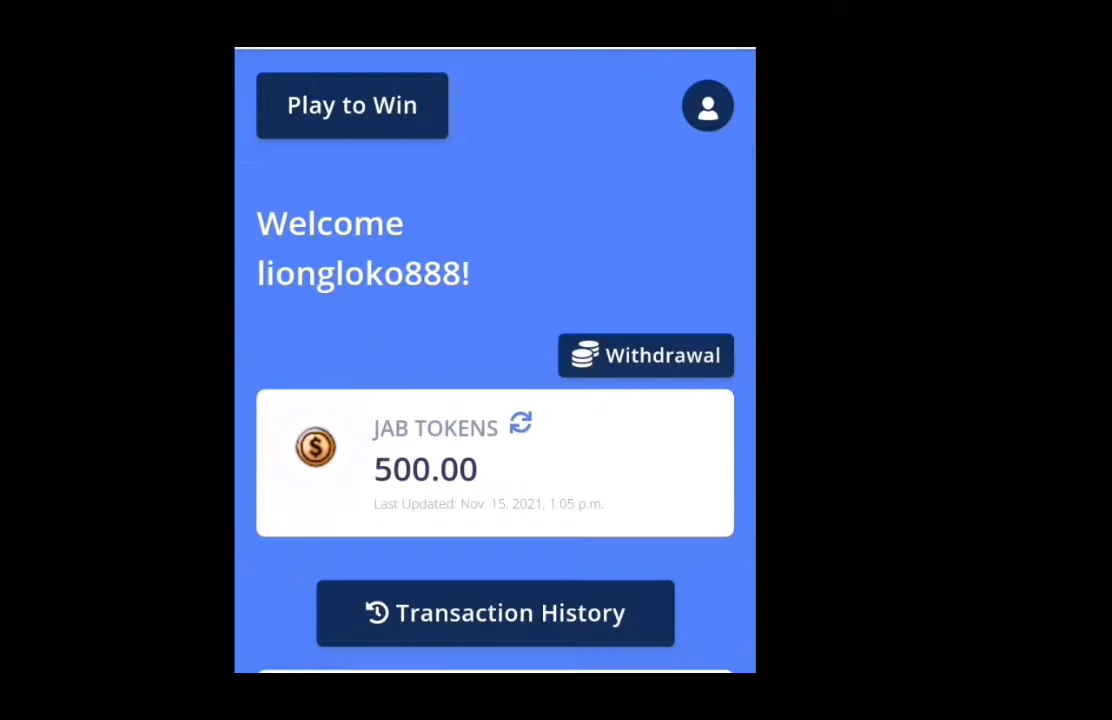 Play to Win
Welcome
liongloko888!
Withdrawal
JAB TOKENS
500.00
Last Updated: Nov. 15, 2021, 1:05 p.m.
Transaction History